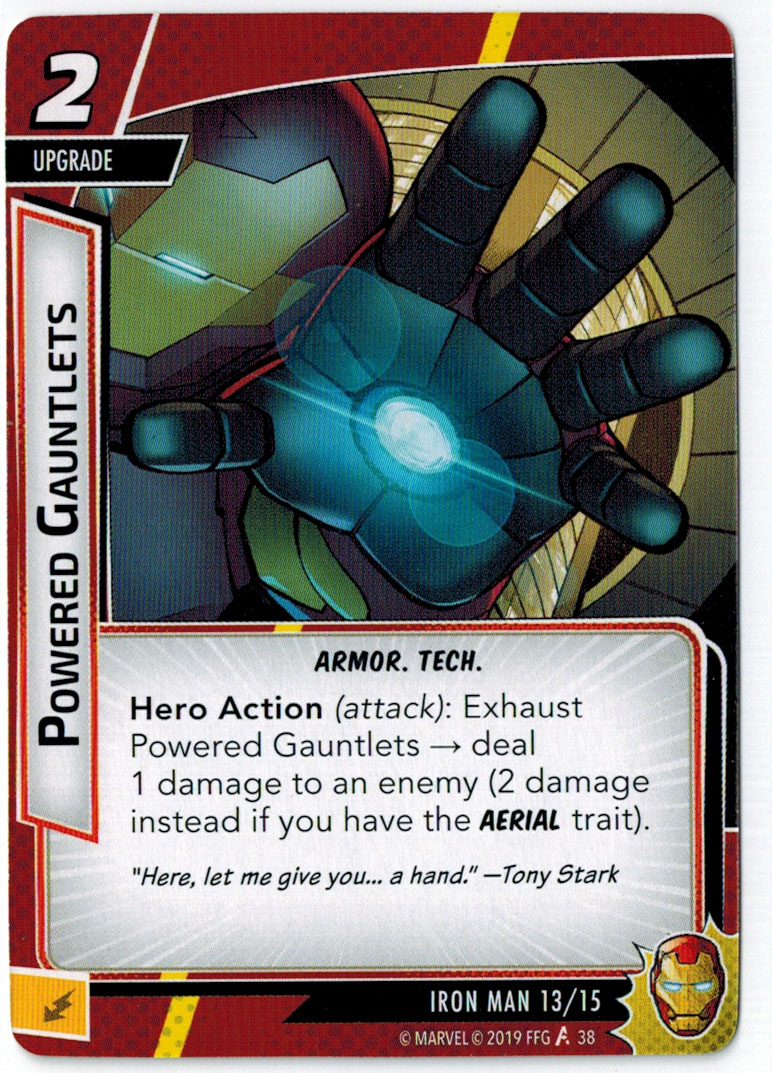 2
UPGRADE
POWERED GAUNTLETS
ARMOR. TECH.
Hero Action (attack): Exhaust
Powered Gauntlets → deal
1 damage to an enemy (2 damage
instead if you have the AERIAL trait).
"Here, let me give you... a hand." —Tony Stark
IRON MAN 13/15
© MARVEL © 2019 FFG 38